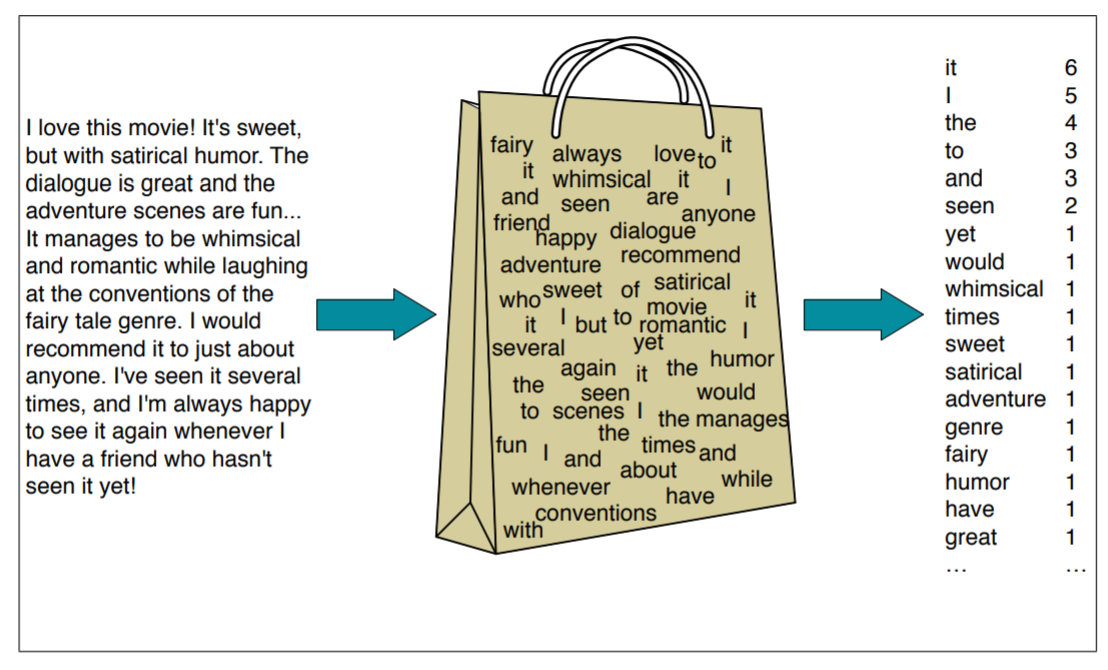 I love this movie! It's sweet,
but with satirical humor. The
dialogue is great and the
adventure scenes are fun...
It manages to be whimsical
and romantic while laughing
at the conventions of the
fairy tale genre. I would
recommend it to just about
anyone. I've seen it several
times, and I'm always happy
to see it again whenever I
have a friend who hasn't
seen it yet!
fairy always love to it
it whimsical it I
and seen are anyone
friend happy dialogue
adventure recommend
who sweet of satirical
it I but to movie it
romantic I
several yet
again it the humor
the seen would
to scenes I the manages
fun I and the times and
whenever about while
have
conventions
with
it 6
I 5
the 4
to 3
and 3
seen 2
yet 1
would 1
whimsical 1
times 1
sweet 1
satirical 1
adventure 1
genre 1
fairy 1
humor 1
have 1
great 1
… …